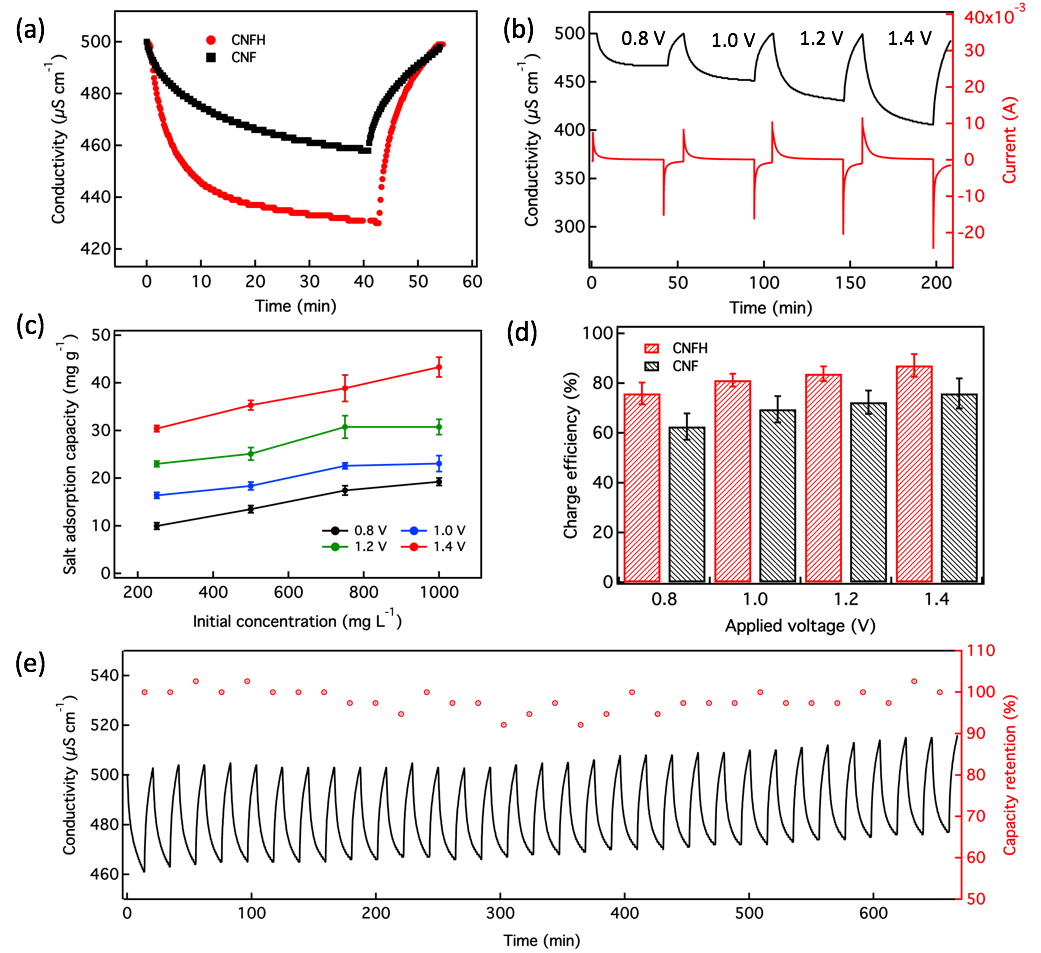 (a)
CNFH
CNF
500
480
460
440
420
Conductivity (µS cm-1)
0
10
20
30
40
50
60
Time (min)
(b)
0.8 V
1.0 V
1.2 V
1.4 V
500
450
400
350
300
Conductivity (µS cm-1)
40x10-3
30
20
10
0
-10
-20
Current (A)
0
50
100
150
200
Time (min)
(c)
50
40
30
20
10
0
Salt adsorption capacity (mg g-1)
0.8 V
1.0 V
1.2 V
1.4 V
200
400
600
800
1000
Initial concentration (mg L-1)
(d)
CNFH
CNF
100
80
60
40
20
0
Charge efficiency (%)
0.8
1.0
1.2
1.4
Applied voltage (V)
(e)
540
520
500
480
460
Conductivity (µS cm-1)
110
100
90
80
70
60
50
Capacity retention (%)
0
100
200
300
400
500
600
Time (min)